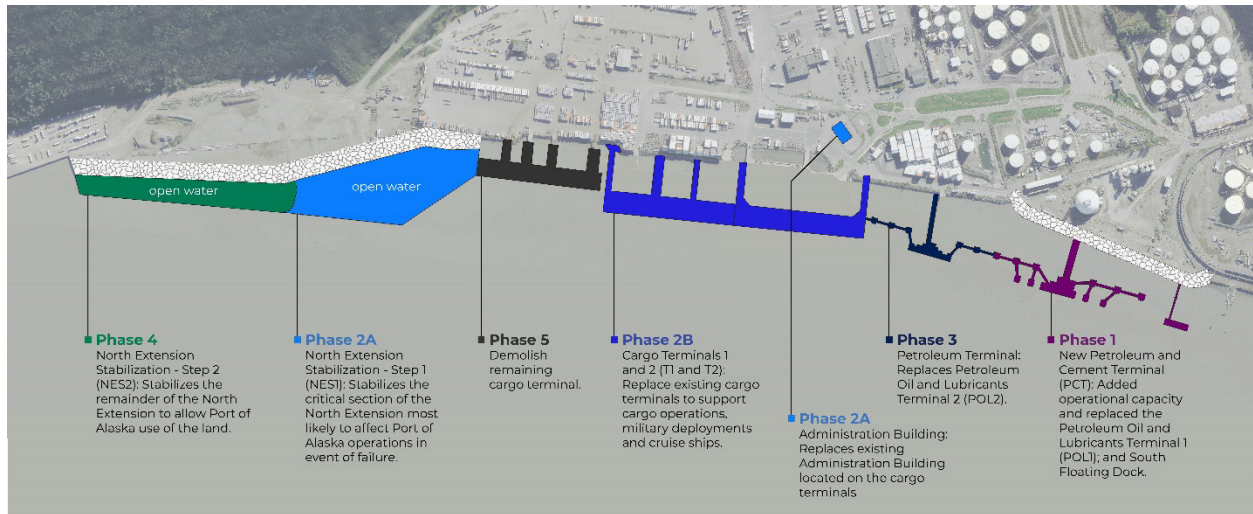 open water
open water
Phase 4
North Extension
Stabilization - Step 2
(NES2): Stabilizes the
remainder of the North
Extension to allow Port of
Alaska use of the land.
Phase 2A
North Extension
Stabilization - Step 1
(NES1): Stabilizes the
critical section of the
North Extension most
likely to affect Port of
Alaska operations in
event of failure.
Phase 5
Demolish
remaining
cargo terminal.
Phase 2B
Cargo Terminals 1
and 2 (T1 and T2):
Replace existing cargo
terminals to support
cargo operations,
military deployments
and cruise ships.
Phase 2A
Administration Building:
Replaces existing
Administration Building
located on the cargo
terminals
Phase 3
Petroleum Terminal:
Replaces Petroleum
Oil and Lubricants
Terminal 2 (POL2).
Phase 1
New Petroleum and
Cement Terminal
(PCT): Added
operational capacity
and replaced the
Petroleum Oil and
Lubricants Terminal 1
(POL1); and South
Floating Dock.